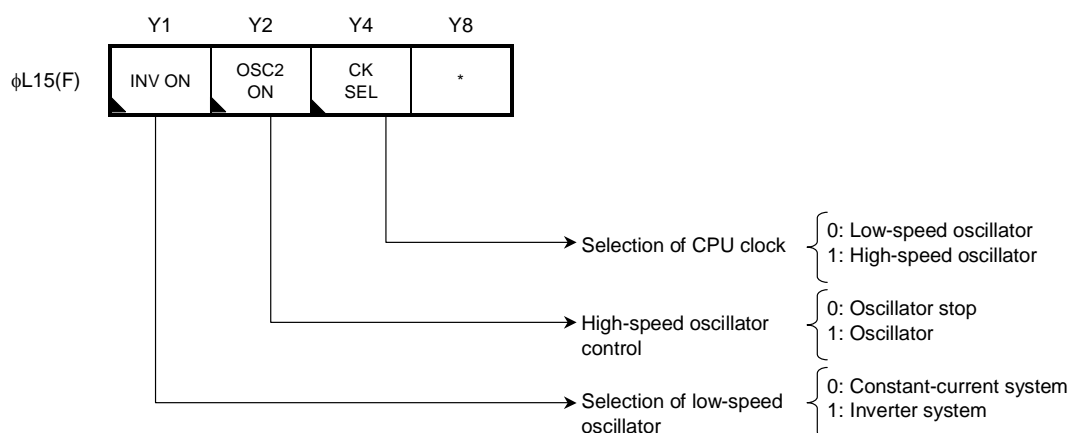 Y1 Y2 Y4 Y8
ϕL15(F)
INV ON
OSC2
ON
CK
SEL
*
Selection of CPU clock
0: Low-speed oscillator
1: High-speed oscillator
High-speed oscillator
control
0: Oscillator stop
1: Oscillator
Selection of low-speed
oscillator
0: Constant-current system
1: Inverter system